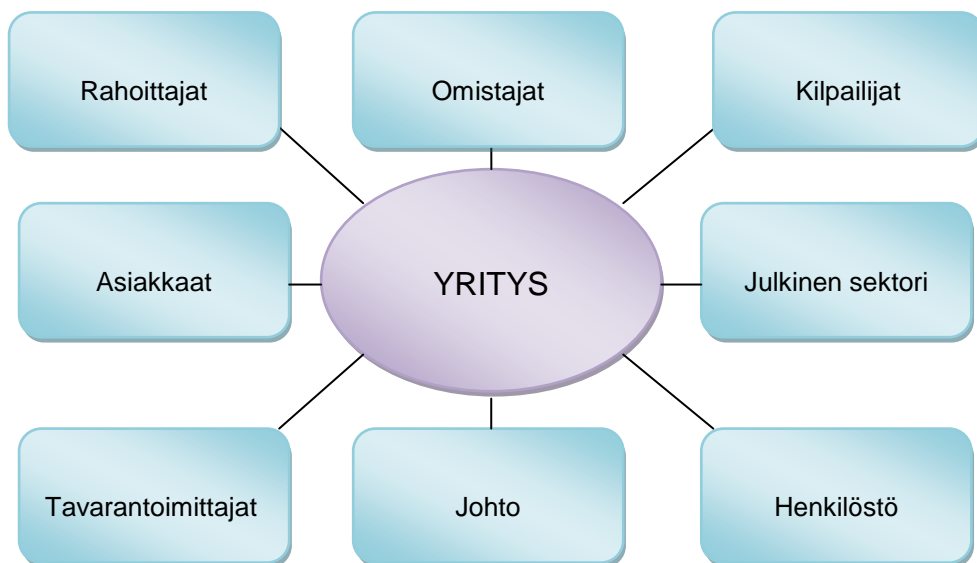 Rahoittajat
Omistajat
Kilpailijat
Asiakkaat
YRITYS
Julkinen sektori
Tavarantoimittajat
Johto
Henkilöstö